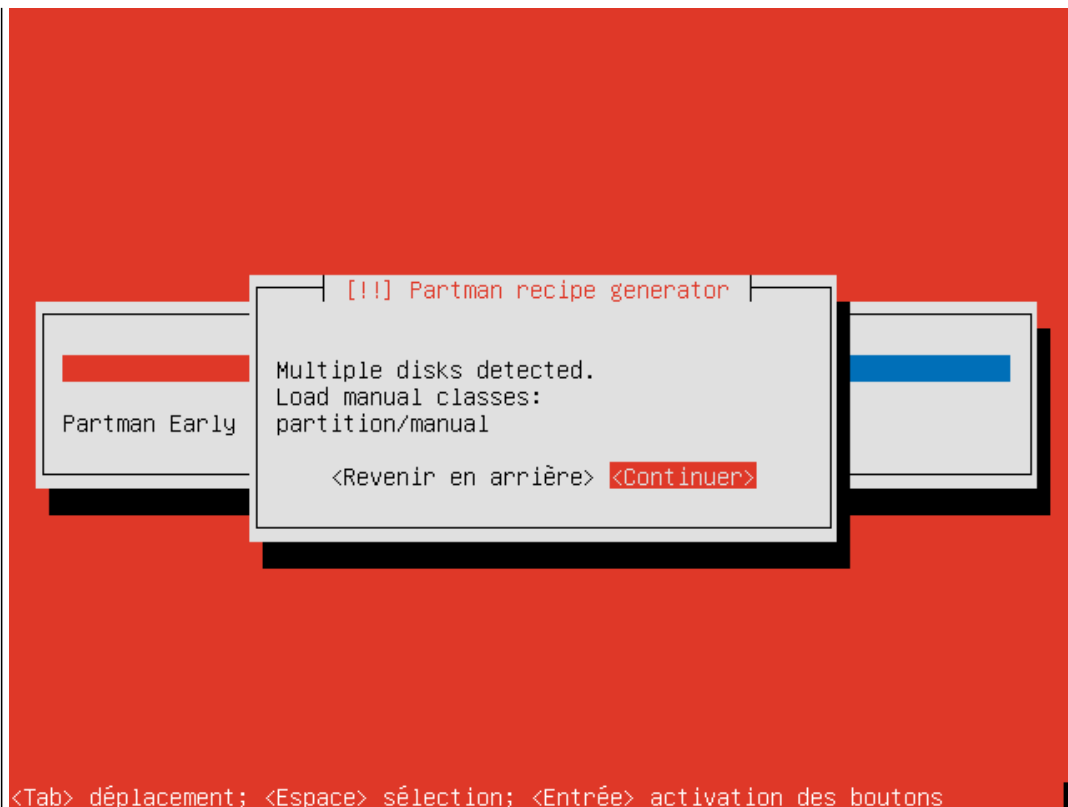 [!!] Partman recipe generator
Multiple disks detected.
Load manual classes:
Partman Early
partition/manual
<Revenir en arrière> <Continuer>
<Tab> déplacement; <Espace> sélection; <Entrée> activation des boutons